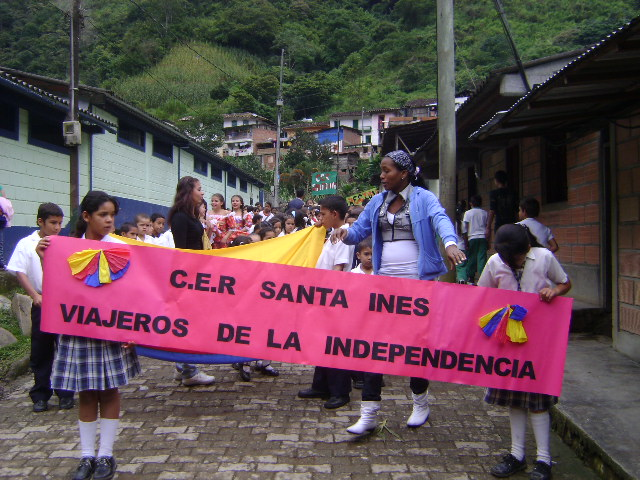 C.E.R SANTA INES
VIAJEROS DE LA INDEPENDENCIA